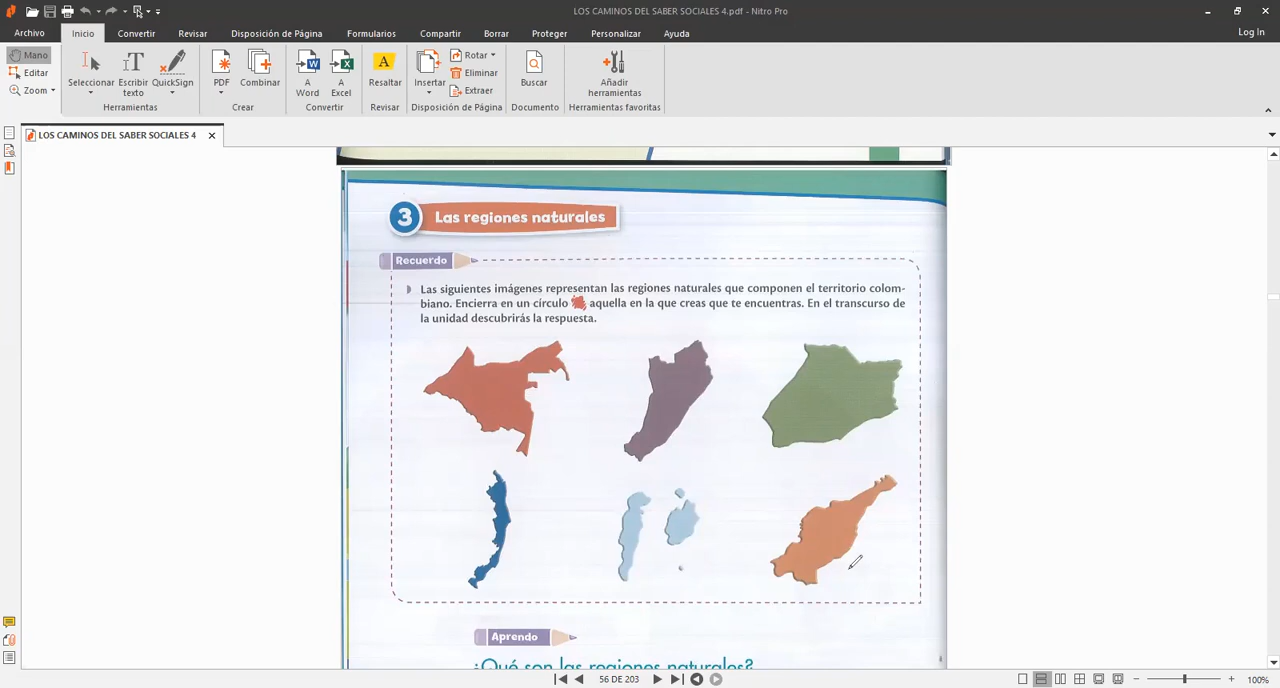 LOS CAMINOS DEL SABER SOCIALES 4.pdf - Nitro Pro
Archivo Inicio Convertir Revisar Disposición de Página Formularios Compartir Borrar Proteger Personalizar Ayuda Log In
Mano
Editar
Zoom
Seleccionar
Escribir texto
QuickSign
Herramientas
PDF
Combinar
Crear
A Word
A Excel
Convertir
Resaltar
Revisar
Insertar
Rotar
Eliminar
Extraer
Disposición de Página
Buscar
Documento
Añadir herramientas
Herramientas favoritas
LOS CAMINOS DEL SABER SOCIALES 4
3 Las regiones naturales
Recuerdo
Las siguientes imágenes representan las regiones naturales que componen el territorio colom-
biano. Encierra en un círculo aquella en la que creas que te encuentras. En el transcurso de
la unidad descubrirás la respuesta.
Aprendo
¿Qué son las regiones naturales?
56 DE 203
100%